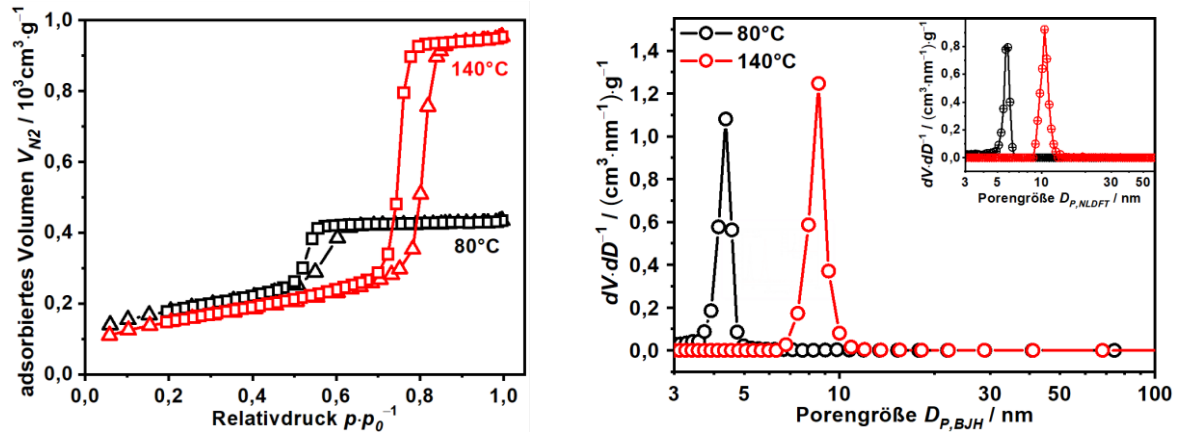 adsorbiertes Volumen V_N2 / 10³cm³·g⁻¹
1,0
0,8
0,6
0,4
0,2
0,0
140°C
80°C
0,0 0,2 0,4 0,6 0,8 1,0
Relativdruck p·p₀⁻¹
dV·dD⁻¹ / (cm³·nm⁻¹)·g⁻¹
1,4
1,2
1,0
0,8
0,6
0,4
0,2
0,0
80°C
140°C
3 5 10 30 50 100
Porengröße D_P,BJH / nm
dV·dD⁻¹ / (cm³·nm⁻¹)·g⁻¹
0,8
0,6
0,4
0,2
0,0
3 5 10 30 50
Porengröße D_P,NLDFT / nm